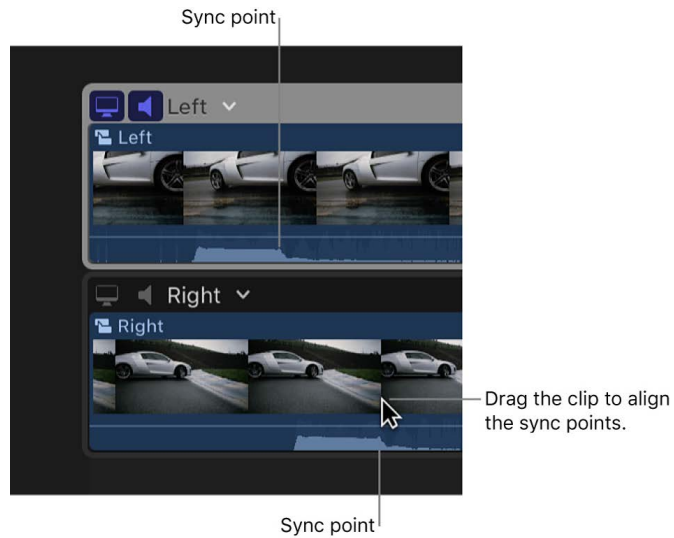 Sync point
Left
Left
Right
Right
Drag the clip to align
the sync points.
Sync point